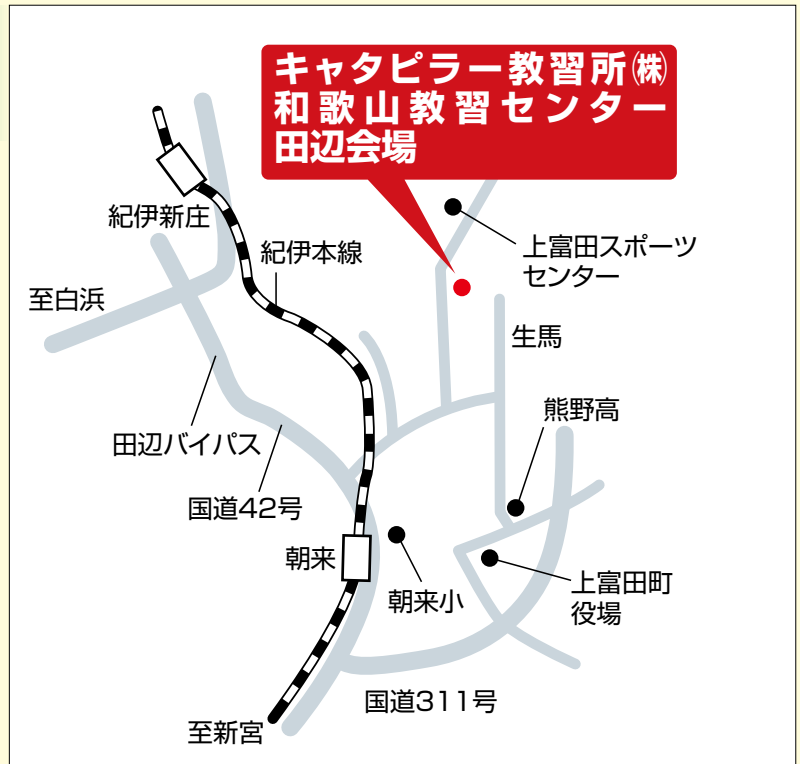 キャタピラー教習所㈱
和歌山教習センター
田辺会場
紀伊新庄
紀伊本線
上富田スポーツ
センター
至白浜
生馬
熊野高
田辺バイパス
国道42号
朝来
朝来小
上富田町
役場
国道311号
至新宮